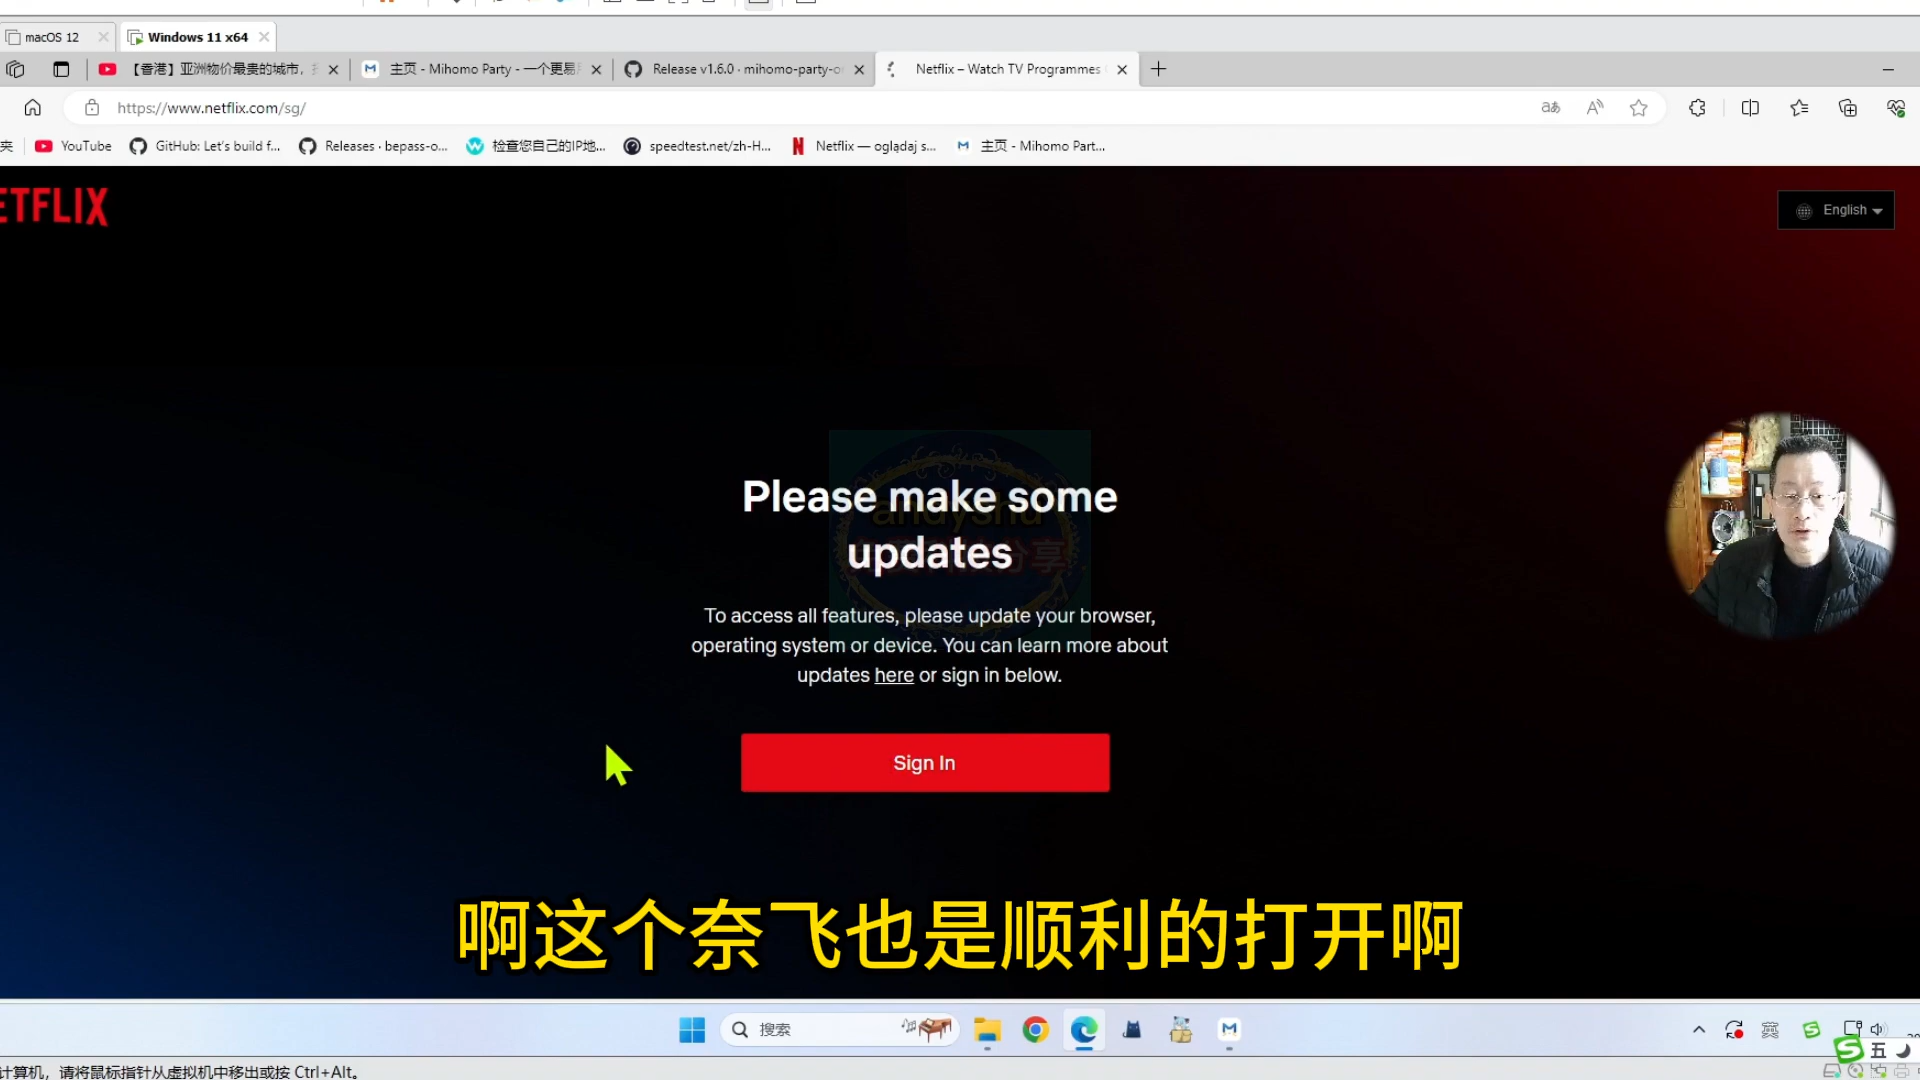 macOS 12
Windows 11 x64
【香港】亚洲物价最贵的城市，
主页 - Mihomo Party - 一个更易
Release v1.6.0 · mihomo-party-o
Netflix – Watch TV Programmes
https://www.netflix.com/sg/
夹
YouTube
GitHub: Let's build f...
Releases · bepass-o...
检查您自己的IP地...
speedtest.net/zh-H...
Netflix — oglądaj s...
主页 - Mihomo Part...
ETFLIX
English
Please make some
updates
andyshu
分享
To access all features, please update your browser,
operating system or device. You can learn more about
updates here or sign in below.
Sign In
啊这个奈飞也是顺利的打开啊
搜索
英
五
计算机，请将鼠标指针从虚拟机中移出或按 Ctrl+Alt。